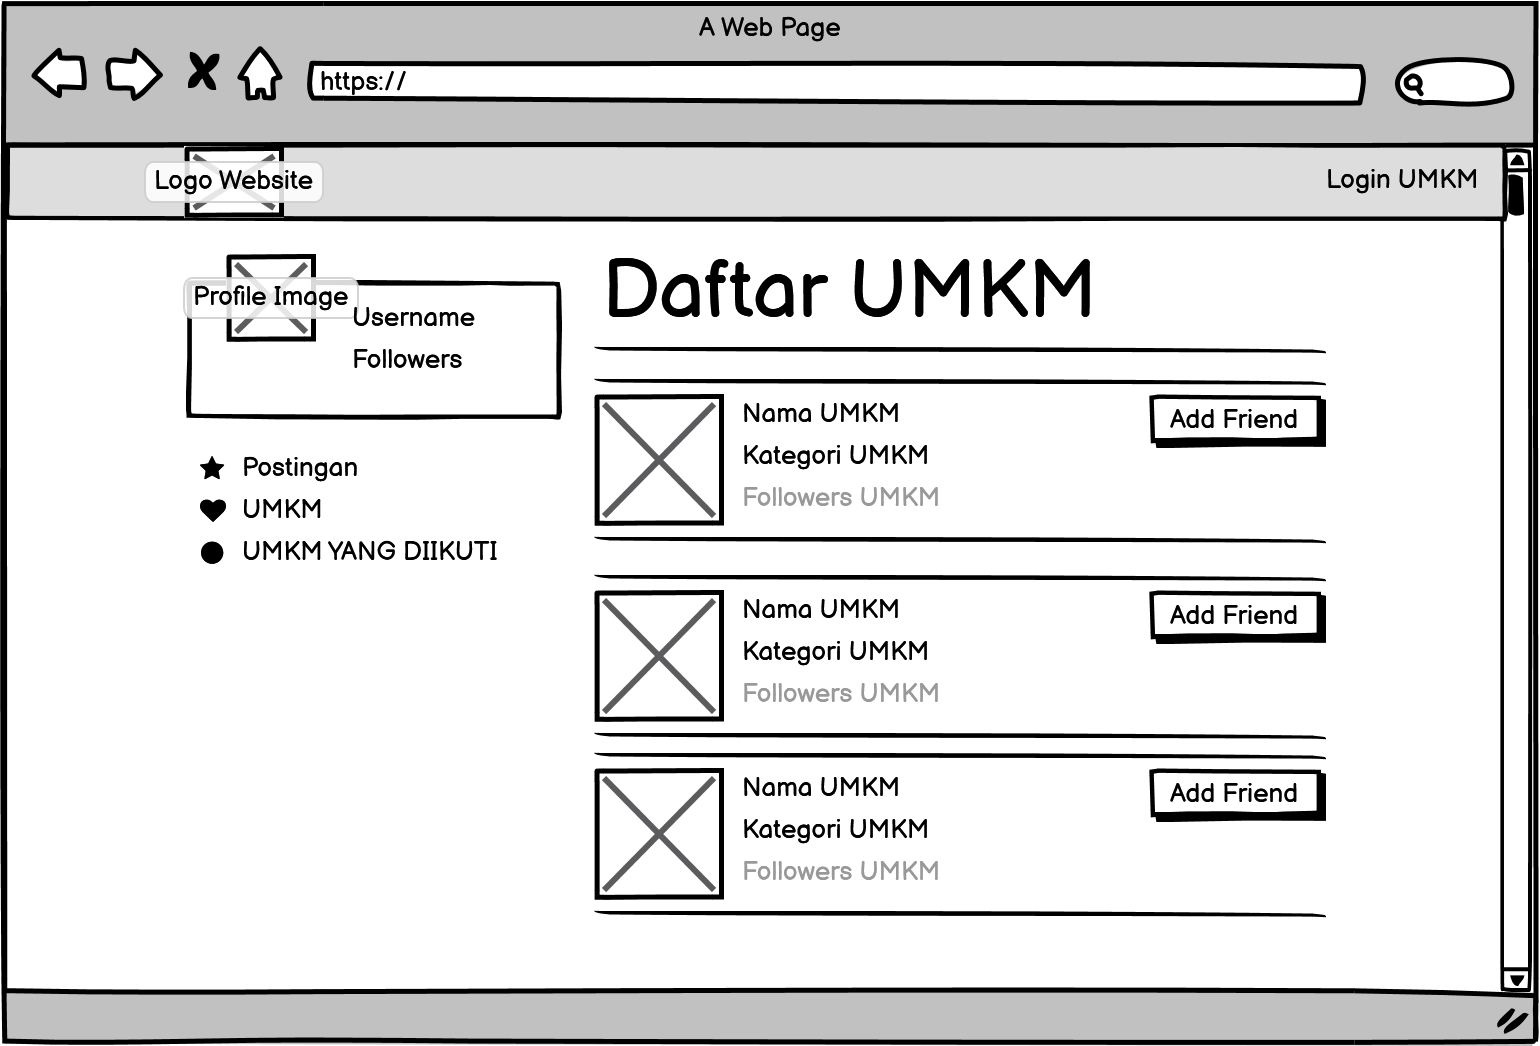 A Web Page
https://
Logo Website
Login UMKM
Profile Image
Username
Followers
Postingan
UMKM
UMKM YANG DIIKUTI
Daftar UMKM
Nama UMKM
Kategori UMKM
Followers UMKM
Add Friend
Nama UMKM
Kategori UMKM
Followers UMKM
Add Friend
Nama UMKM
Kategori UMKM
Followers UMKM
Add Friend